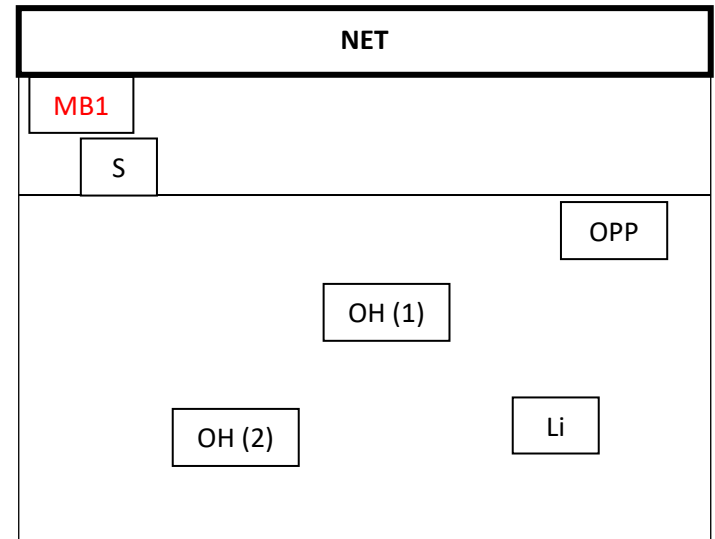 NET
MB1
S
OPP
OH (1)
OH (2)
Li